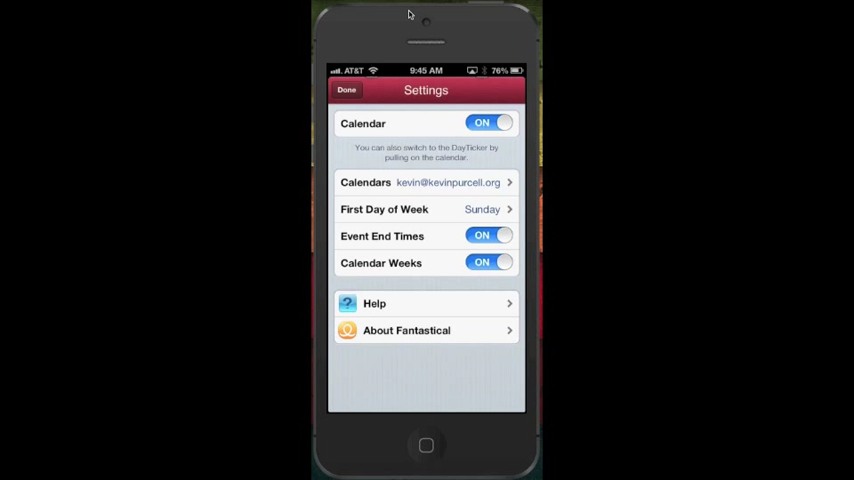 AT&T 9:45 AM 76%
Done Settings
Calendar ON
You can also switch to the DayTicker by
pulling on the calendar.
Calendars kevin@kevinpurcell.org
First Day of Week Sunday
Event End Times ON
Calendar Weeks ON
? Help
About Fantastical